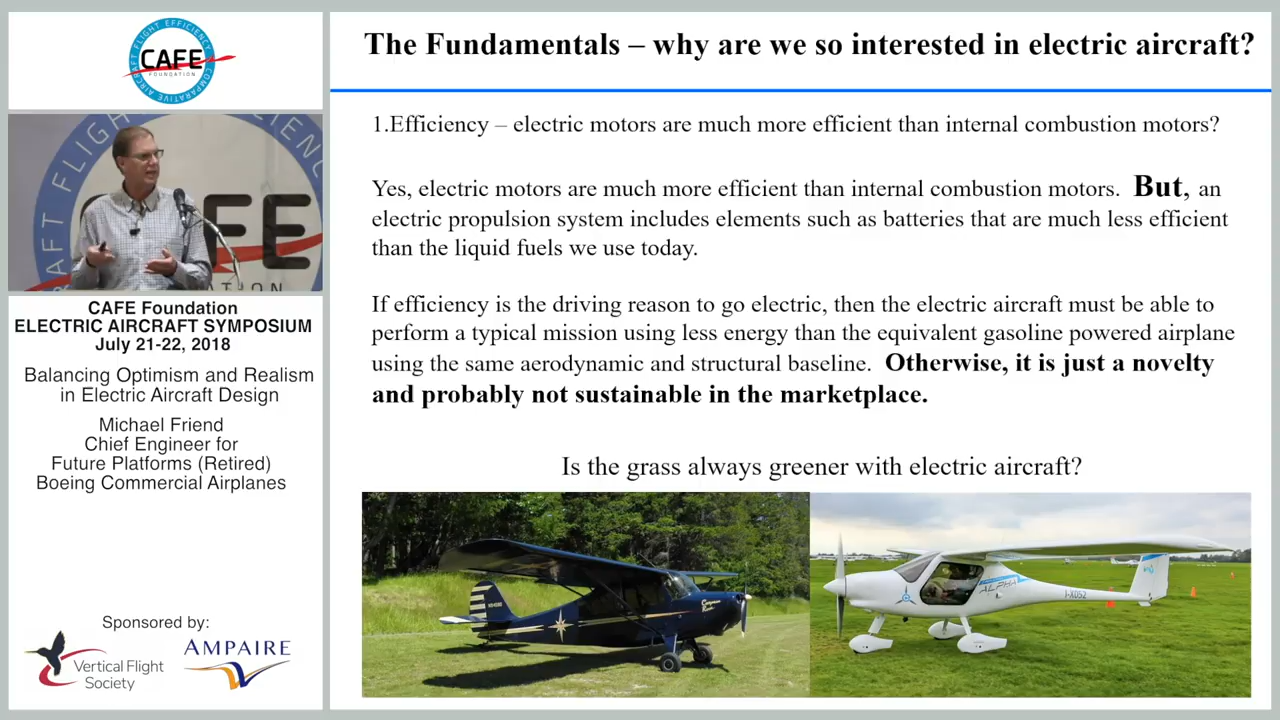 CAFE
FOUNDATION
AIRCRAFT FLIGHT EFFICIENCY
COMPARATIVE
CAFE Foundation
ELECTRIC AIRCRAFT SYMPOSIUM
July 21-22, 2018
Balancing Optimism and Realism
in Electric Aircraft Design
Michael Friend
Chief Engineer for
Future Platforms (Retired)
Boeing Commercial Airplanes
Sponsored by:
Vertical Flight
Society
AMPAIRE
The Fundamentals – why are we so interested in electric aircraft?
1.Efficiency – electric motors are much more efficient than internal combustion motors?
Yes, electric motors are much more efficient than internal combustion motors. But, an
electric propulsion system includes elements such as batteries that are much less efficient
than the liquid fuels we use today.
If efficiency is the driving reason to go electric, then the electric aircraft must be able to
perform a typical mission using less energy than the equivalent gasoline powered airplane
using the same aerodynamic and structural baseline. Otherwise, it is just a novelty
and probably not sustainable in the marketplace.
Is the grass always greener with electric aircraft?
ALPHA
I-XD52